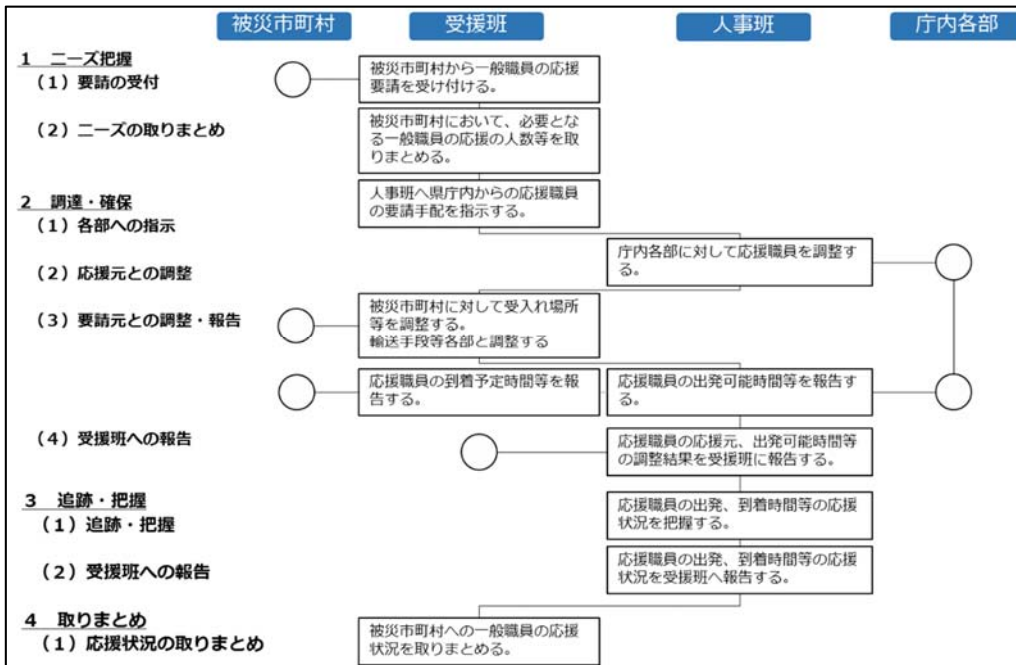 被災市町村
受援班
人事班
庁内各部
1 ニーズ把握
(1)要請の受付
被災市町村から一般職員の応援
要請を受け付ける。
(2)ニーズの取りまとめ
被災市町村において、必要とな
る一般職員の応援の人数等を取
りまとめる。
2 調達・確保
人事班へ県庁内からの応援職員
の要請手配を指示する。
(1)各部への指示
庁内各部に対して応援職員を調整す
る。
(2)応援元との調整
(3)要請元との調整・報告
被災市町村に対して受入れ場所
等を調整する。
輸送手段等各部と調整する
応援職員の到着予定時間等を報
告する。
応援職員の出発可能時間等を報告す
る。
(4)受援班への報告
応援職員の応援元、出発可能時間等
の調整結果を受援班に報告する。
3 追跡・把握
(1)追跡・把握
応援職員の出発、到着時間等の応援
状況を把握する。
(2)受援班への報告
応援職員の出発、到着時間等の応援
状況を受援班へ報告する。
4 取りまとめ
(1)応援状況の取りまとめ
被災市町村への一般職員の応援
状況を取りまとめる。